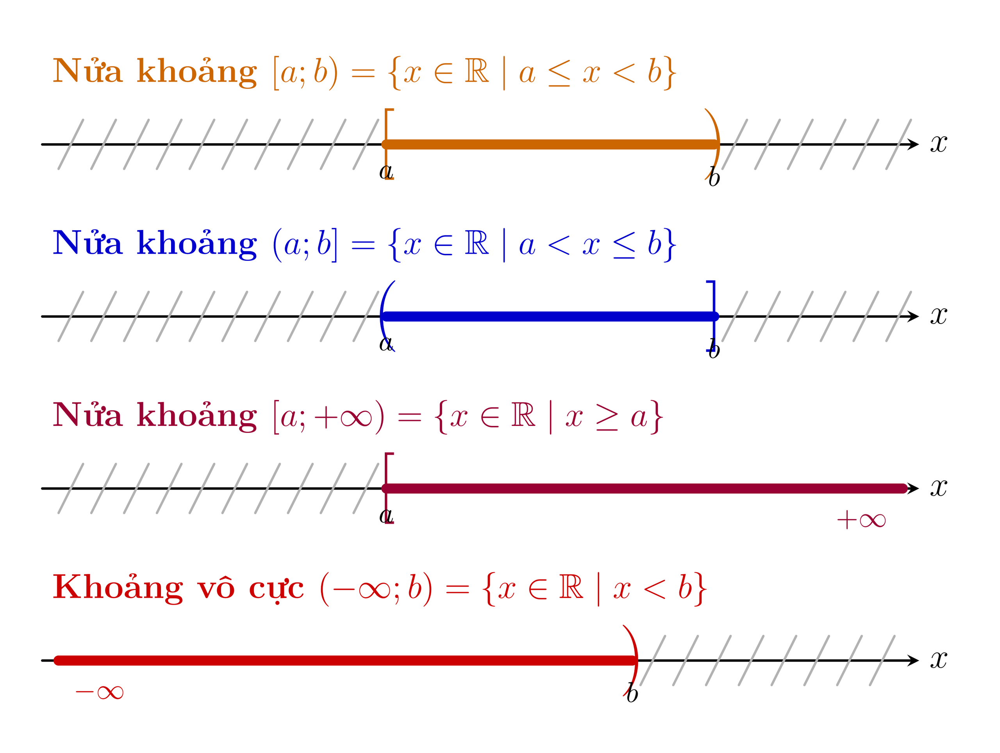 Nửa khoảng [a; b) = {x ∈ ℝ | a ≤ x < b}
[ ) x
a b
Nửa khoảng (a; b] = {x ∈ ℝ | a < x ≤ b}
( ] x
a b
Nửa khoảng [a; +∞) = {x ∈ ℝ | x ≥ a}
[ x
a +∞
Khoảng vô cực (−∞; b) = {x ∈ ℝ | x < b}
) x
−∞ b